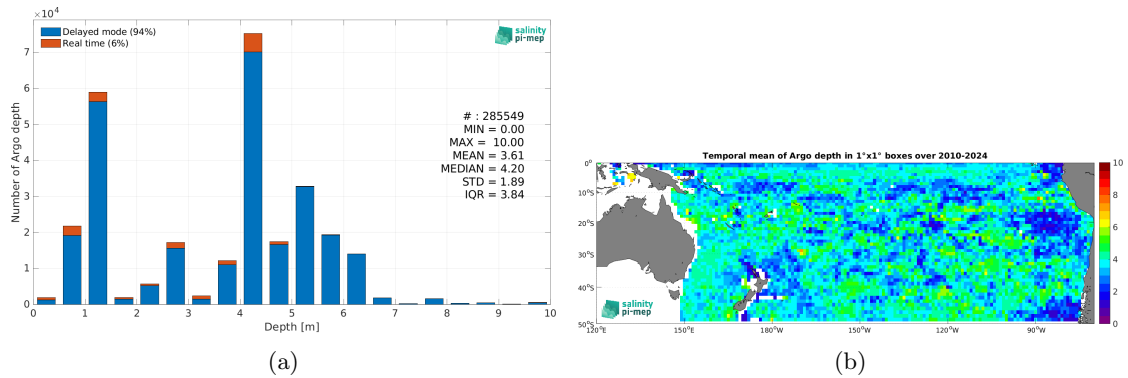 ×10⁴
Delayed mode (94%)
Real time (6%)
salinity
pi-mep
7
6
5
4
3
2
1
0
Number of Argo depth
# : 285549
MIN = 0.00
MAX = 10.00
MEAN = 3.61
MEDIAN = 4.20
STD = 1.89
IQR = 3.84
0 1 2 3 4 5 6 7 8 9 10
Depth [m]
(a)
Temporal mean of Argo depth in 1°x1° boxes over 2010-2024
0°
10°S
20°S
30°S
40°S
50°S
120°E 150°E 180°W 150°W 120°W 90°W
10
8
6
4
2
0
salinity
pi-mep
(b)